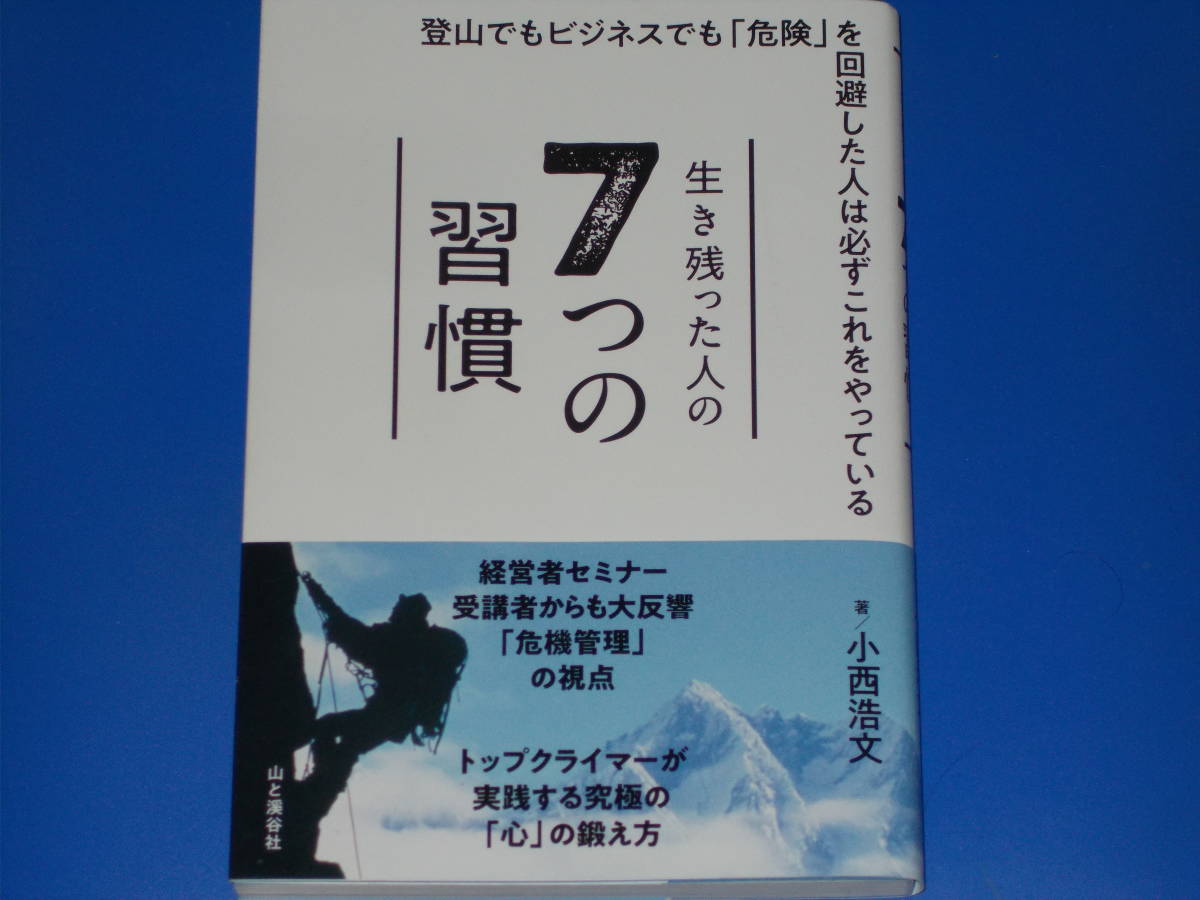 登山でもビジネスでも「危険」を
回避した人は必ずこれをやっている
生き残った人の
7つの
習慣
経営者セミナー
受講者からも大反響
「危機管理」
の視点
トップクライマーが
実践する究極の
「心」の鍛え方
著／小西浩文
山と溪谷社